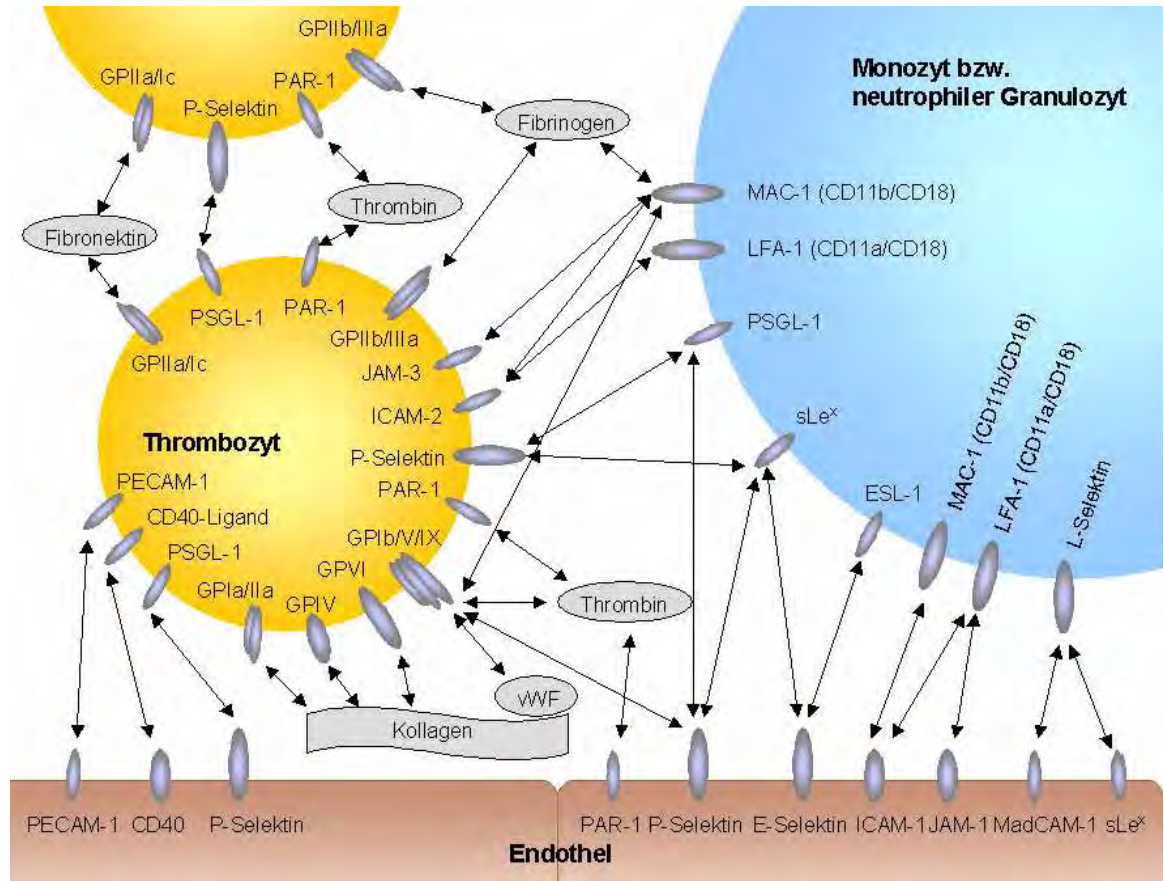 GPIIb/IIIa
GPIIa/Ic
PAR-1
P-Selektin
Monozyt bzw.
neutrophiler Granulozyt
Fibrinogen
MAC-1 (CD11b/CD18)
Thrombin
Fibronektin
LFA-1 (CD11a/CD18)
PSGL-1
PAR-1
GPIIb/IIIa
GPIIa/Ic
JAM-3
PSGL-1
ICAM-2
sLex
Thrombozyt
P-Selektin
PECAM-1
PAR-1
CD40-Ligand
ESL-1
MAC-1 (CD11b/CD18)
LFA-1 (CD11a/CD18)
L-Selektin
GPIb/V/IX
PSGL-1
GPVI
GPIa/IIa
GPIV
Thrombin
vWF
Kollagen
PECAM-1 CD40 P-Selektin
PAR-1 P-Selektin E-Selektin ICAM-1 JAM-1 MadCAM-1 sLex
Endothel